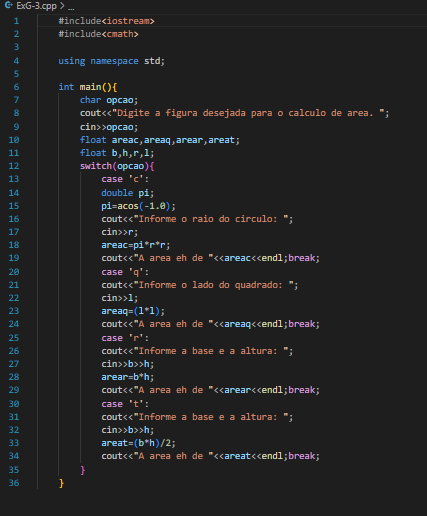 ExG-3.cpp > ...
1 #include<iostream>
2 #include<cmath>
3
4 using namespace std;
5
6 int main(){
7 char opcao;
8 cout<<"Digite a figura desejada para o calculo de area. ";
9 cin>>opcao;
10 float areac,areaq,arear,areat;
11 float b,h,r,l;
12 switch(opcao){
13 case 'c':
14 double pi;
15 pi=acos(-1.0);
16 cout<<"Informe o raio do circulo: ";
17 cin>>r;
18 areac=pi*r*r;
19 cout<<"A area eh de "<<areac<<endl;break;
20 case 'q':
21 cout<<"Informe o lado do quadrado: ";
22 cin>>l;
23 areaq=(l*l);
24 cout<<"A area eh de "<<areaq<<endl;break;
25 case 'r':
26 cout<<"Informe a base e a altura: ";
27 cin>>b>>h;
28 arear=b*h;
29 cout<<"A area eh de "<<arear<<endl;break;
30 case 't':
31 cout<<"Informe a base e a altura: ";
32 cin>>b>>h;
33 areat=(b*h)/2;
34 cout<<"A area eh de "<<areat<<endl;break;
35 }
36 }